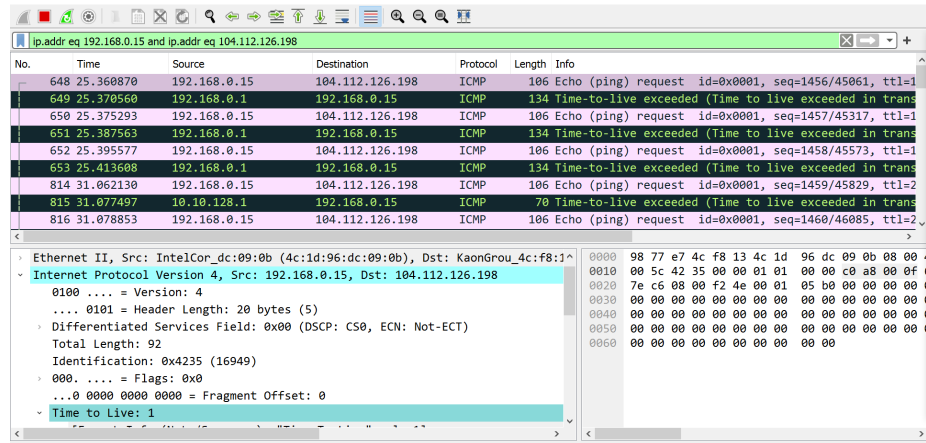 ip.addr eq 192.168.0.15 and ip.addr eq 104.112.126.198
No. Time Source Destination Protocol Length Info
648 25.360870 192.168.0.15 104.112.126.198 ICMP 106 Echo (ping) request id=0x0001, seq=1456/45061, ttl=1
649 25.370560 192.168.0.1 192.168.0.15 ICMP 134 Time-to-live exceeded (Time to live exceeded in trans
650 25.375293 192.168.0.15 104.112.126.198 ICMP 106 Echo (ping) request id=0x0001, seq=1457/45317, ttl=1
651 25.387563 192.168.0.1 192.168.0.15 ICMP 134 Time-to-live exceeded (Time to live exceeded in trans
652 25.395577 192.168.0.15 104.112.126.198 ICMP 106 Echo (ping) request id=0x0001, seq=1458/45573, ttl=1
653 25.413608 192.168.0.1 192.168.0.15 ICMP 134 Time-to-live exceeded (Time to live exceeded in trans
814 31.062130 192.168.0.15 104.112.126.198 ICMP 106 Echo (ping) request id=0x0001, seq=1459/45829, ttl=2
815 31.077497 10.10.128.1 192.168.0.15 ICMP 70 Time-to-live exceeded (Time to live exceeded in trans
816 31.078853 192.168.0.15 104.112.126.198 ICMP 106 Echo (ping) request id=0x0001, seq=1460/46085, ttl=2
Ethernet II, Src: IntelCor_dc:09:0b (4c:1d:96:dc:09:0b), Dst: KaonGrou_4c:f8:1
Internet Protocol Version 4, Src: 192.168.0.15, Dst: 104.112.126.198
0100 .... = Version: 4
.... 0101 = Header Length: 20 bytes (5)
Differentiated Services Field: 0x00 (DSCP: CS0, ECN: Not-ECT)
Total Length: 92
Identification: 0x4235 (16949)
000. .... = Flags: 0x0
...0 0000 0000 0000 = Fragment Offset: 0
Time to Live: 1
0000 98 77 e7 4c f8 13 4c 1d 96 dc 09 0b 08 00
0010 00 5c 42 35 00 00 01 01 00 00 c0 a8 00 0f
0020 7e c6 08 00 f2 4e 00 01 05 b0 00 00 00 00
0030 00 00 00 00 00 00 00 00 00 00 00 00 00 00
0040 00 00 00 00 00 00 00 00 00 00 00 00 00 00
0050 00 00 00 00 00 00 00 00 00 00 00 00 00 00
0060 00 00 00 00 00 00 00 00 00 00